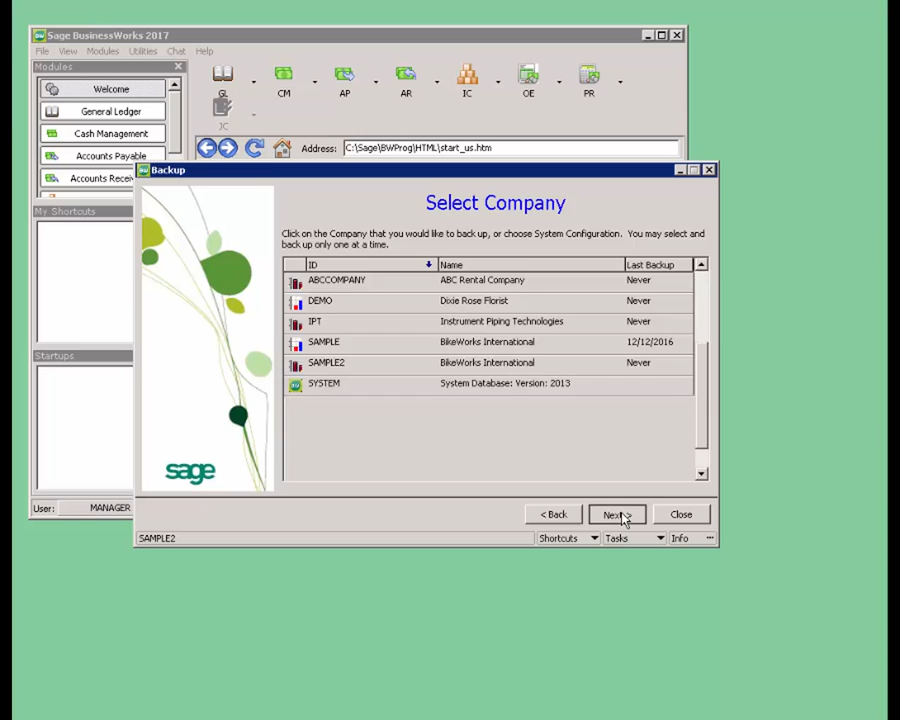 Sage BusinessWorks 2017
File View Modules Utilities Chat Help
Modules
Welcome
General Ledger
Cash Management
Accounts Payable
Accounts Recei
GL CM AP AR IC OE PR
JC
Address: C:\Sage\BWProg\HTML\start_us.htm
My Shortcuts
Startups
User: MANAGER
Backup
Select Company
Click on the Company that you would like to back up, or choose System Configuration. You may select and
back up only one at a time.
ID Name Last Backup
ABCCOMPANY ABC Rental Company Never
DEMO Dixie Rose Florist Never
IPT Instrument Piping Technologies Never
SAMPLE BikeWorks International 12/12/2016
SAMPLE2 BikeWorks International Never
SYSTEM System Database: Version: 2013
sage
< Back Next > Close
SAMPLE2 Shortcuts Tasks Info